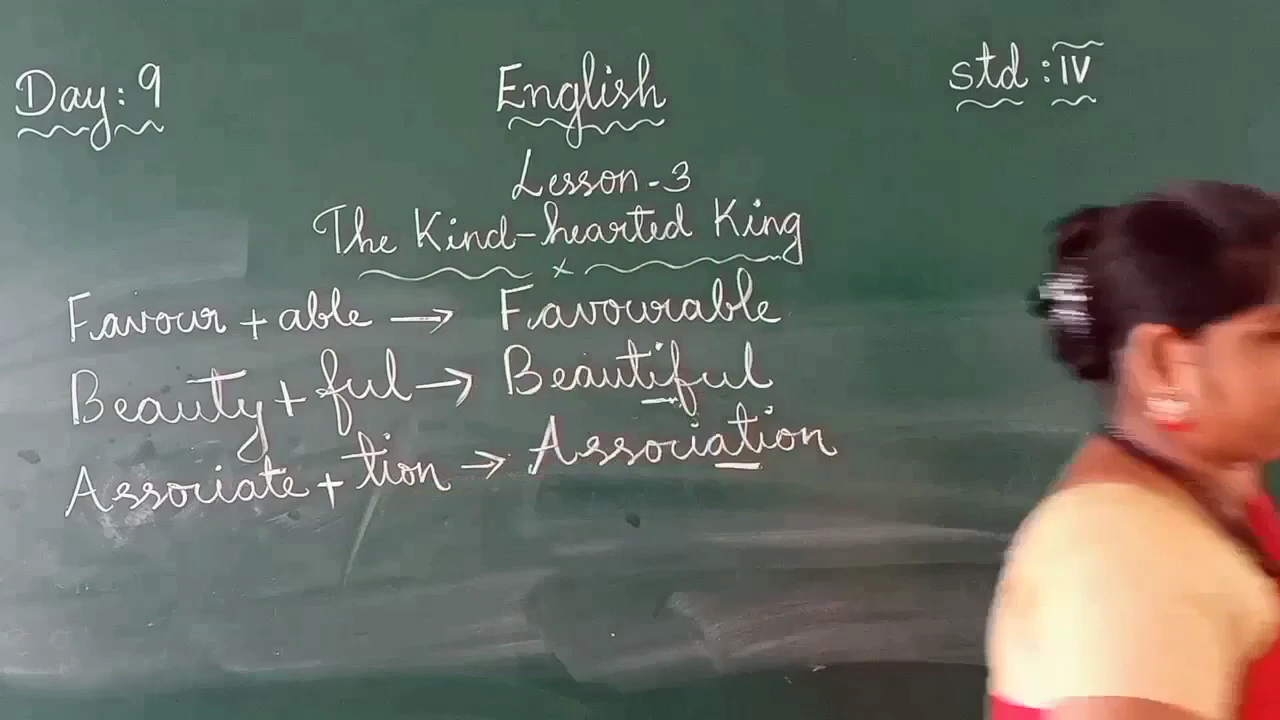 Day: 9 English std: IV
Lesson-3
The Kind-hearted King
Favour + able → Favourable
Beauty + ful → Beautiful
Associate + tion → Association